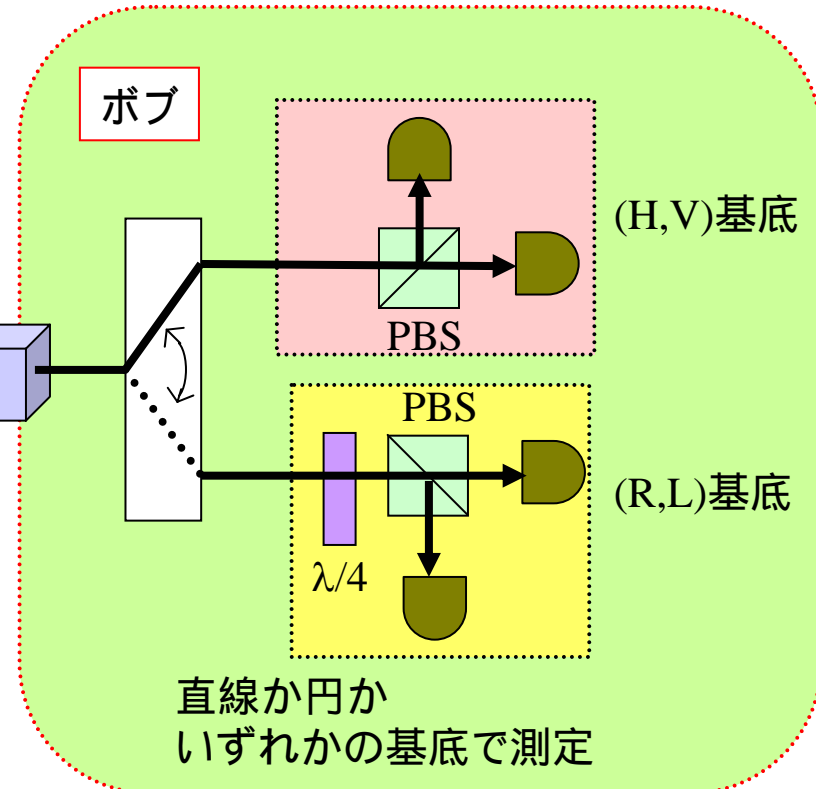 ボブ
(H,V)基底
PBS
PBS
(R,L)基底
λ/4
直線か円か
いずれかの基底で測定